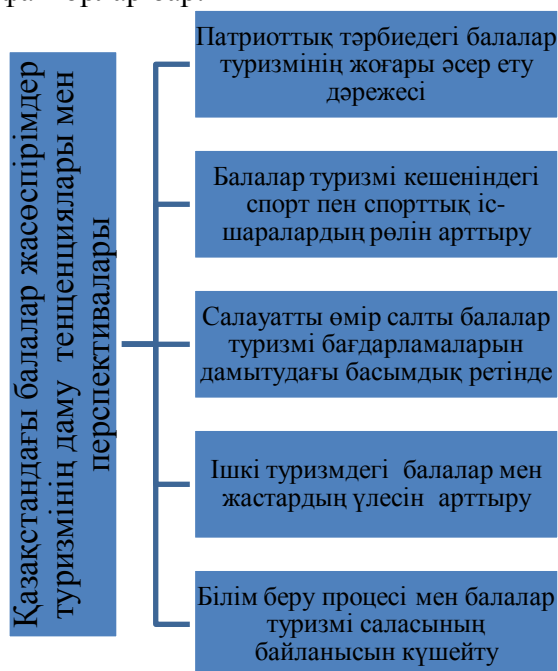 Қазақстандағы балалар жасөспірімдер
туризмінің даму тенценциялары мен
перспективалары
Патриоттық тәрбиедегі балалар
туризмінің жоғары әсер ету
дәрежесі
Балалар туризмі кешеніндегі
спорт пен спорттық іс-
шаралардың рөлін арттыру
Салауатты өмір салты балалар
туризмі бағдарламаларын
дамытудағы басымдық ретінде
Ішкі туризмдегі балалар мен
жастардың үлесін арттыру
Білім беру процесі мен балалар
туризмі саласының
байланысын күшейту